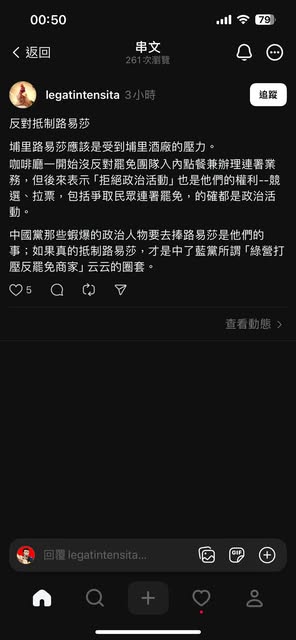 00:50
79
返回
串文
261 次瀏覽
legatintensita 3小時
追蹤
反對抵制路易莎
埔里路易莎應該是受到埔里酒廠的壓力。
咖啡廳一開始沒反對罷免團隊入內點餐兼辦理連署業
務，但後來表示「拒絕政治活動」也是他們的權利--競
選、拉票，包括爭取民眾連署罷免，的確都是政治活
動。
中國黨那些蝦爆的政治人物要去捧路易莎是他們的
事；如果真的抵制路易莎，才是中了藍黨所謂「綠營打
壓反罷免商家」云云的圈套。
5
查看動態
回覆 legatintensita...
GIF